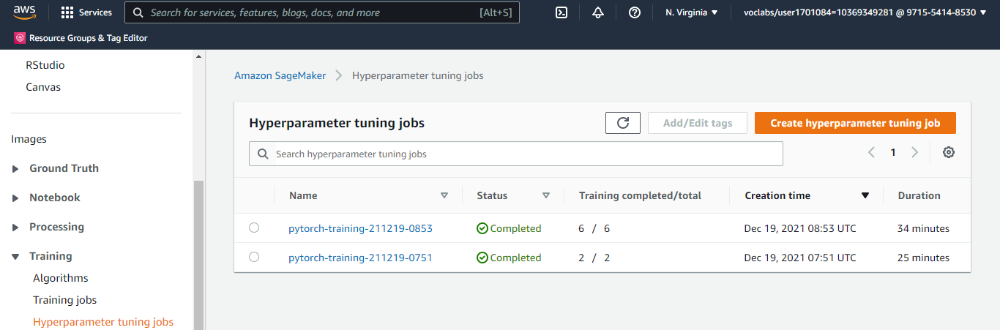 aws Services Search for services, features, blogs, docs, and more [Alt+S] N. Virginia voclabs/user1701084=10369349281 @ 9715-5414-8530
Resource Groups & Tag Editor
RStudio
Canvas
Images
Ground Truth
Notebook
Processing
Training
Algorithms
Training jobs
Hyperparameter tuning jobs
Amazon SageMaker Hyperparameter tuning jobs
Hyperparameter tuning jobs Add/Edit tags Create hyperparameter tuning job
Search hyperparameter tuning jobs 1
Name Status Training completed/total Creation time Duration
pytorch-training-211219-0853 Completed 6 / 6 Dec 19, 2021 08:53 UTC 34 minutes
pytorch-training-211219-0751 Completed 2 / 2 Dec 19, 2021 07:51 UTC 25 minutes